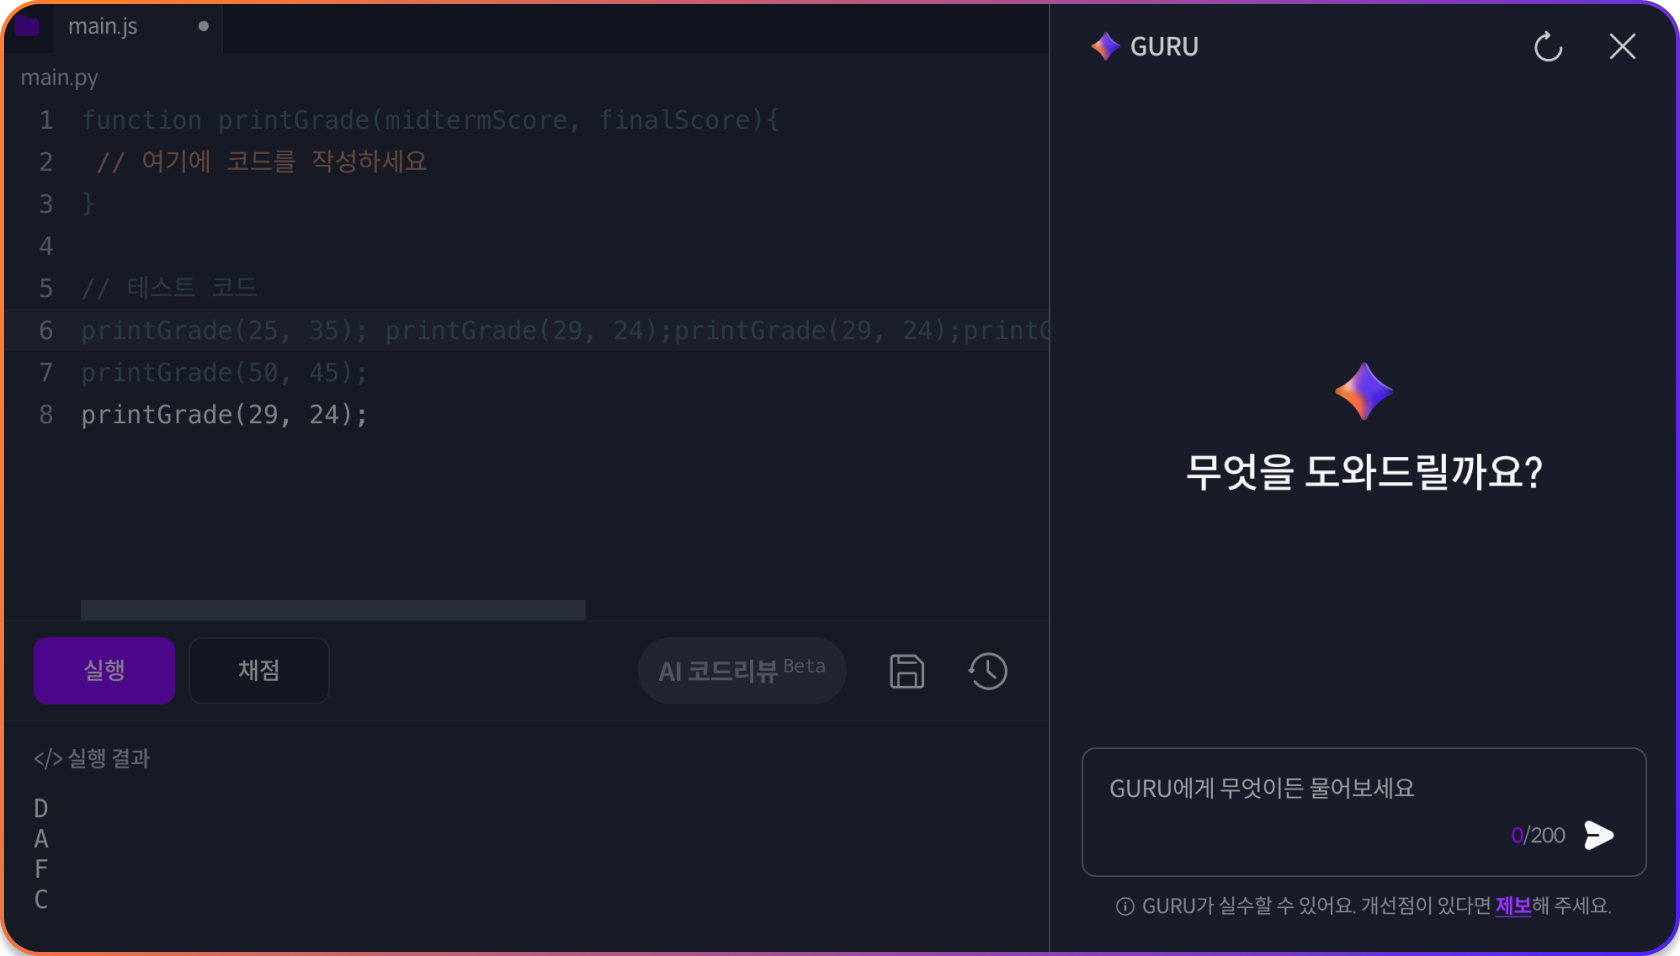 main.js
main.py
1 function printGrade(midtermScore, finalScore){
2 // 여기에 코드를 작성하세요
3 }
4
5 // 테스트 코드
6 printGrade(25, 35); printGrade(29, 24);printGrade(29, 24);print
7 printGrade(50, 45);
8 printGrade(29, 24);
실행
채점
AI 코드리뷰 Beta
</> 실행 결과
D
A
F
C
GURU
무엇을 도와드릴까요?
GURU에게 무엇이든 물어보세요
0/200
GURU가 실수할 수 있어요. 개선점이 있다면 제보해 주세요.